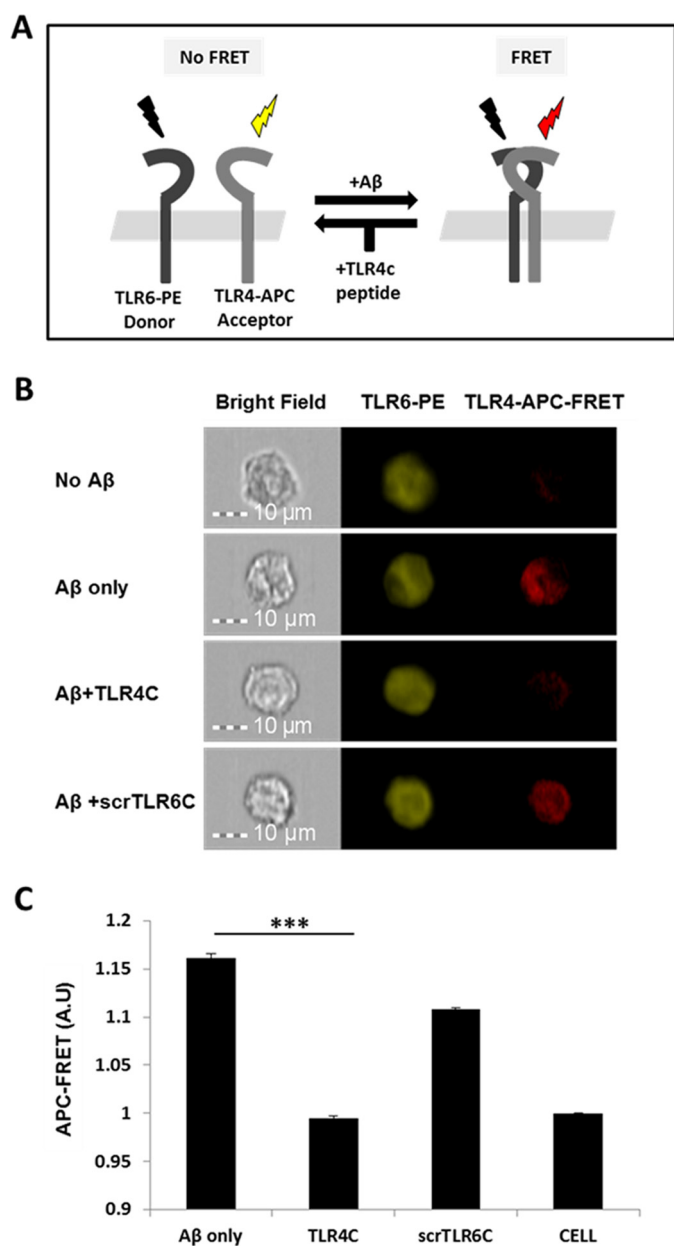 A
No FRET
FRET
+Aβ
+TLR4c
peptide
TLR6-PE
Donor
TLR4-APC
Acceptor
B
Bright Field TLR6-PE TLR4-APC-FRET
No Aβ
10 µm
Aβ only
10 µm
Aβ+TLR4C
10 µm
Aβ +scrTLR6C
10 µm
C
APC-FRET (A.U)
1.2
1.15
1.1
1.05
1
0.95
0.9
***
Aβ only TLR4C scrTLR6C CELL